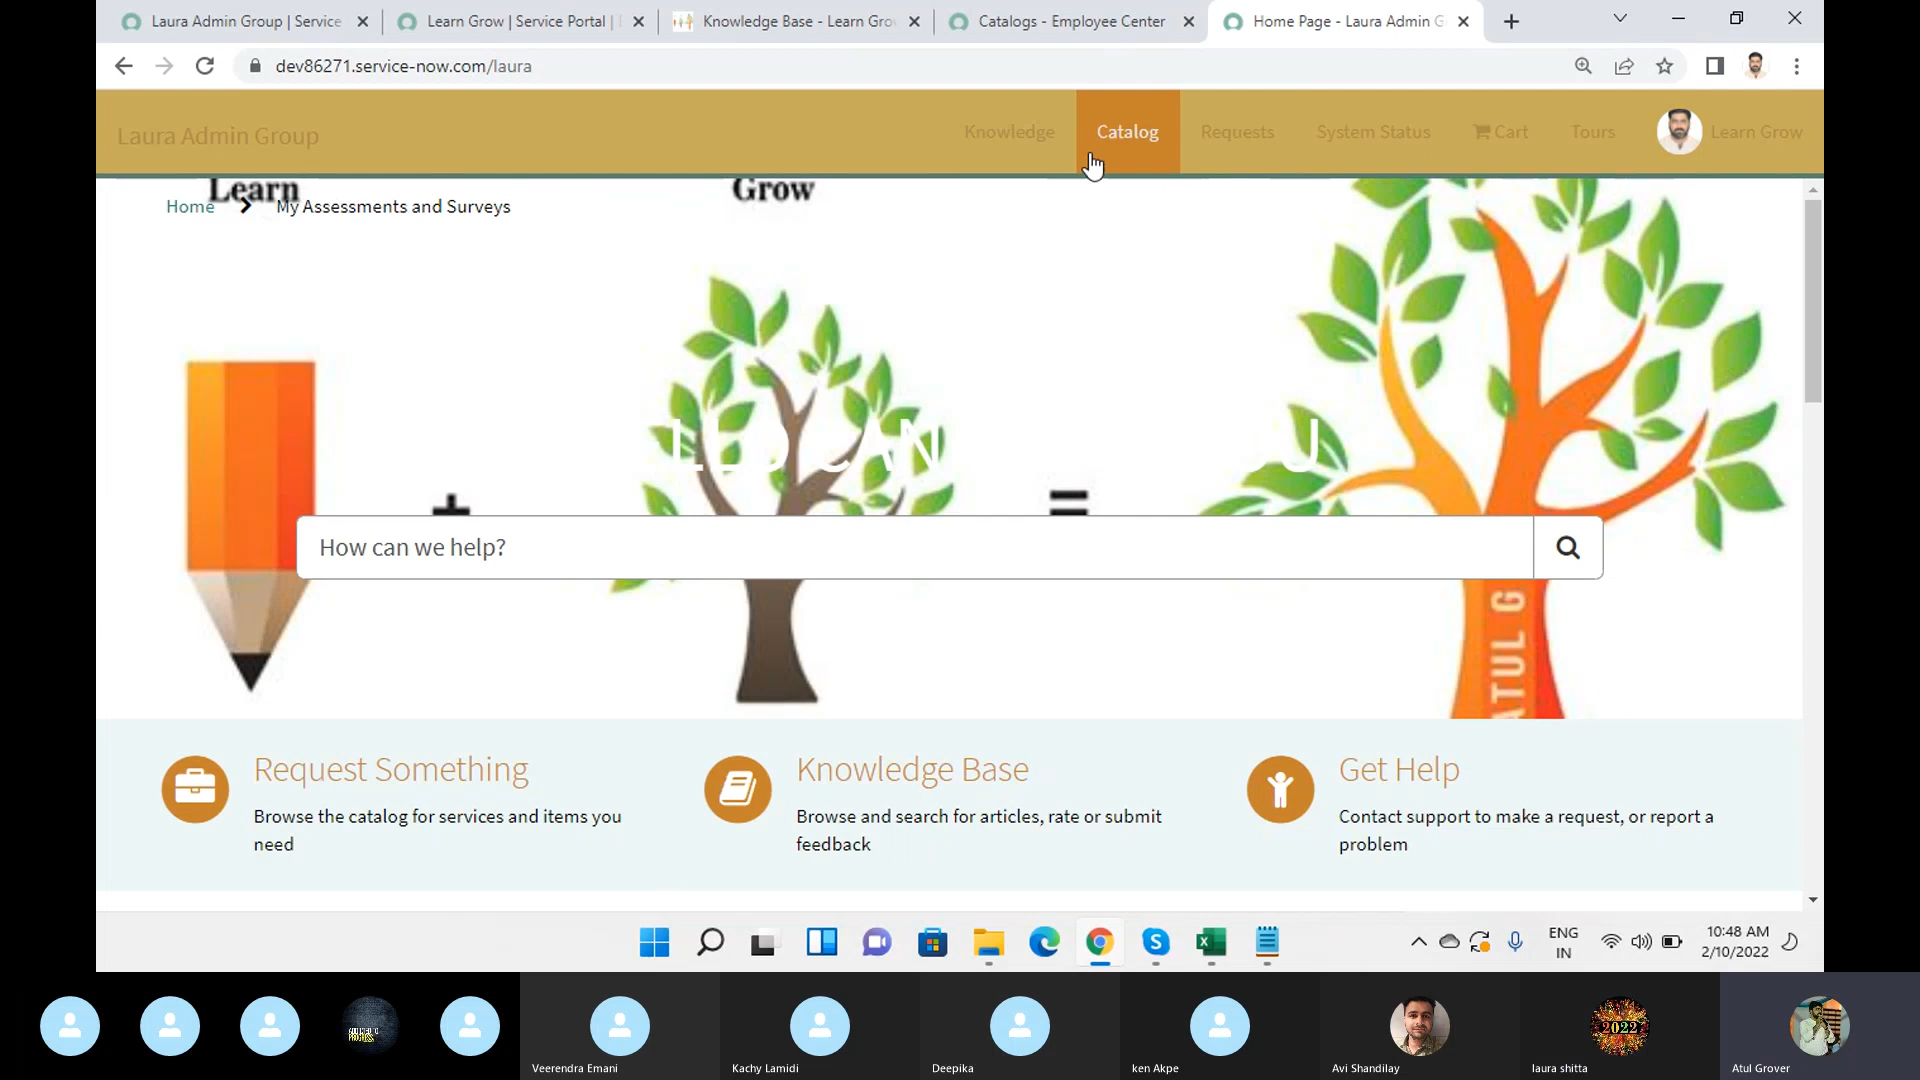 Laura Admin Group | Service
Learn Grow | Service Portal |
Knowledge Base - Learn Gro
Catalogs - Employee Center
Home Page - Laura Admin G
dev86271.service-now.com/laura
Laura Admin Group
Knowledge
Catalog
Requests
System Status
Cart
Tours
Learn Grow
Learn
Grow
Home
My Assessments and Surveys
+
=
How can we help?
ATUL G
Request Something
Browse the catalog for services and items you
need
Knowledge Base
Browse and search for articles, rate or submit
feedback
Get Help
Contact support to make a request, or report a
problem
ENG
IN
10:48 AM
2/10/2022
2022
Veerendra Emani
Kachy Lamidi
Deepika
ken Akpe
Avi Shandilay
laura shitta
Atul Grover